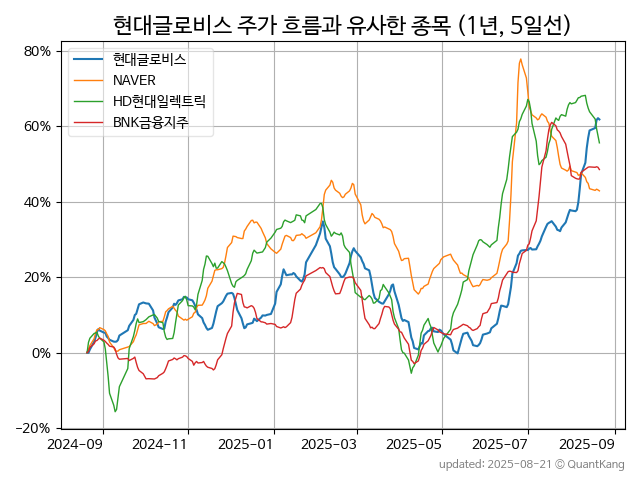 현대글로비스 주가 흐름과 유사한 종목 (1년, 5일선)
현대글로비스
NAVER
HD현대일렉트릭
BNK금융지주
80%
60%
40%
20%
0%
−20%
2024-09 2024-11 2025-01 2025-03 2025-05 2025-07 2025-09
updated: 2025-08-21 © QuantKang